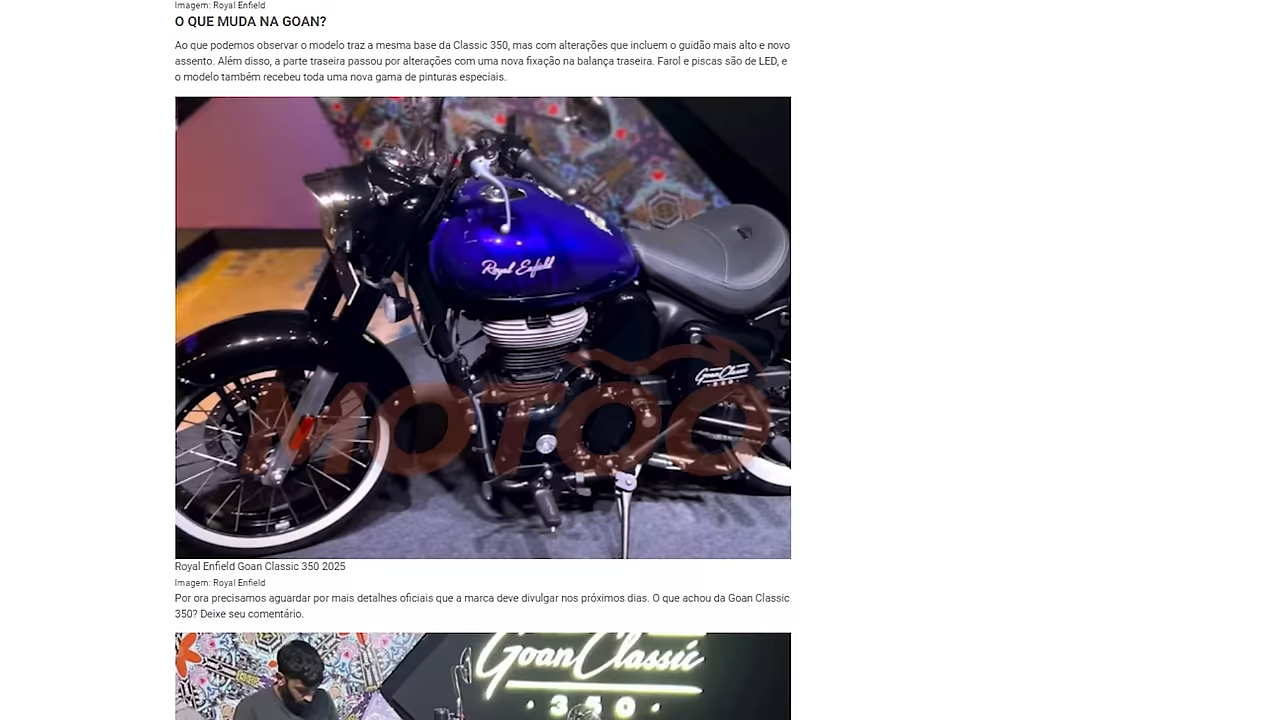 Imagem: Royal Enfield
O QUE MUDA NA GOAN?
Ao que podemos observar o modelo traz a mesma base da Classic 350, mas com alterações que incluem o guidão mais alto e novo
assento. Além disso, a parte traseira passou por alterações com uma nova fixação na balança traseira. Farol e piscas são de LED, e
o modelo também recebeu toda uma nova gama de pinturas especiais.
Royal Enfield
Goan Classic
350
MOTOO
Royal Enfield Goan Classic 350 2025
Imagem: Royal Enfield
Por ora precisamos aguardar por mais detalhes oficiais que a marca deve divulgar nos próximos dias. O que achou da Goan Classic
350? Deixe seu comentário.
Goan Classic
· 350 ·